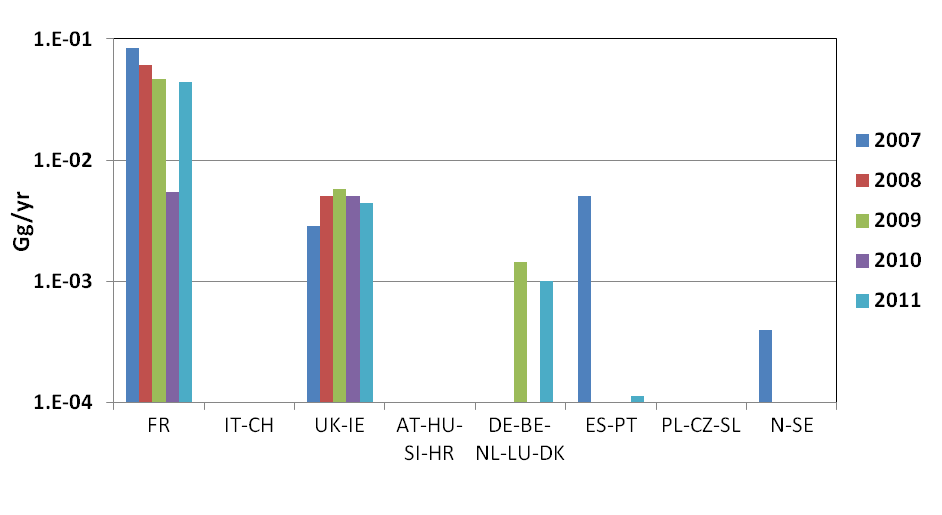 1.E-01
1.E-02
1.E-03
1.E-04
Gg/yr
FR
IT-CH
UK-IE
AT-HU-
SI-HR
DE-BE-
NL-LU-DK
ES-PT
PL-CZ-SL
N-SE
2007
2008
2009
2010
2011